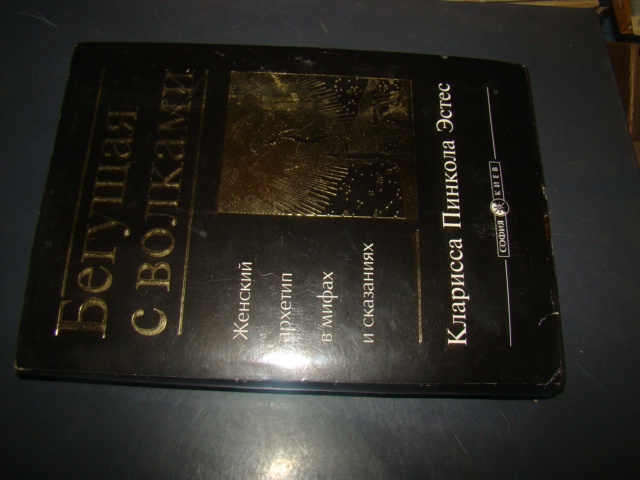 Бегущая
с волками
Женский
архетип
в мифах
и сказаниях
Кларисса Пинкола Эстес
СОФИЯ КИЕВ